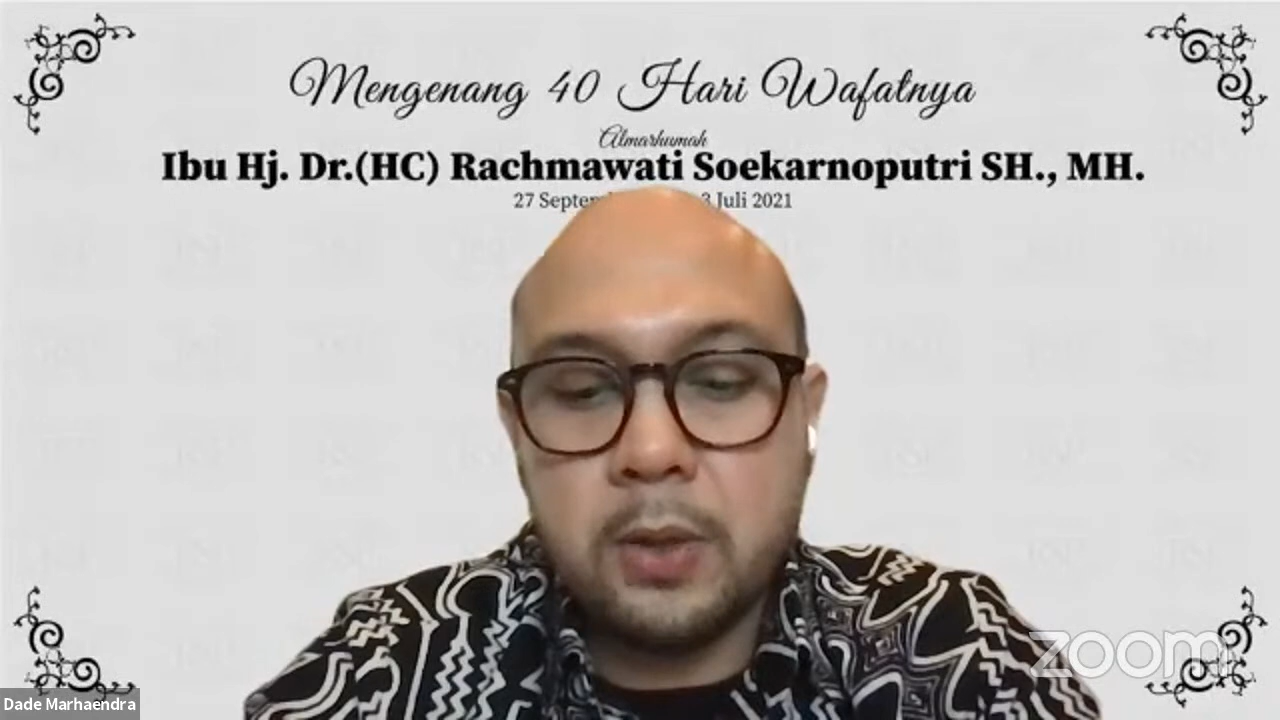 Mengenang 40 Hari Wafatnya
Almarhumah
Ibu Hj. Dr.(HC) Rachmawati Soekarnoputri SH., MH.
27 3 Juli 2021
zoom
Dade Marhaendra